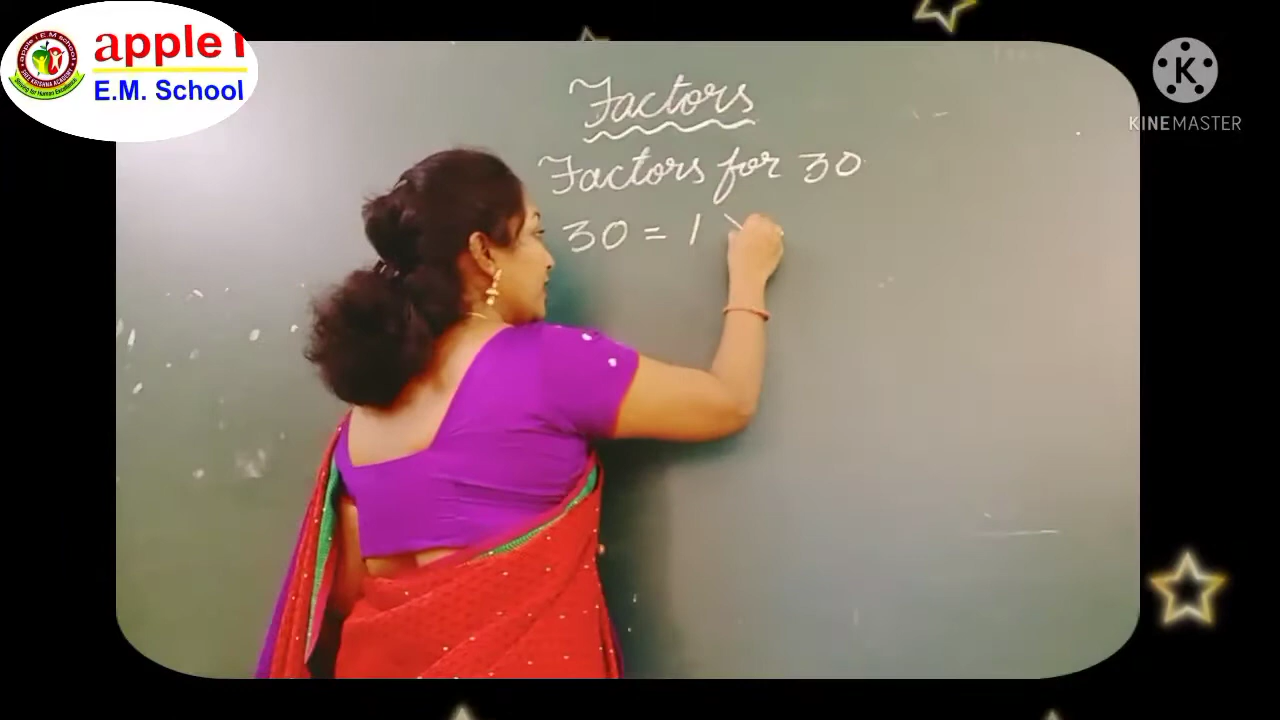 apple i
E.M. School
KINEMASTER
Factors
Factors for 30
30 = 1 ×